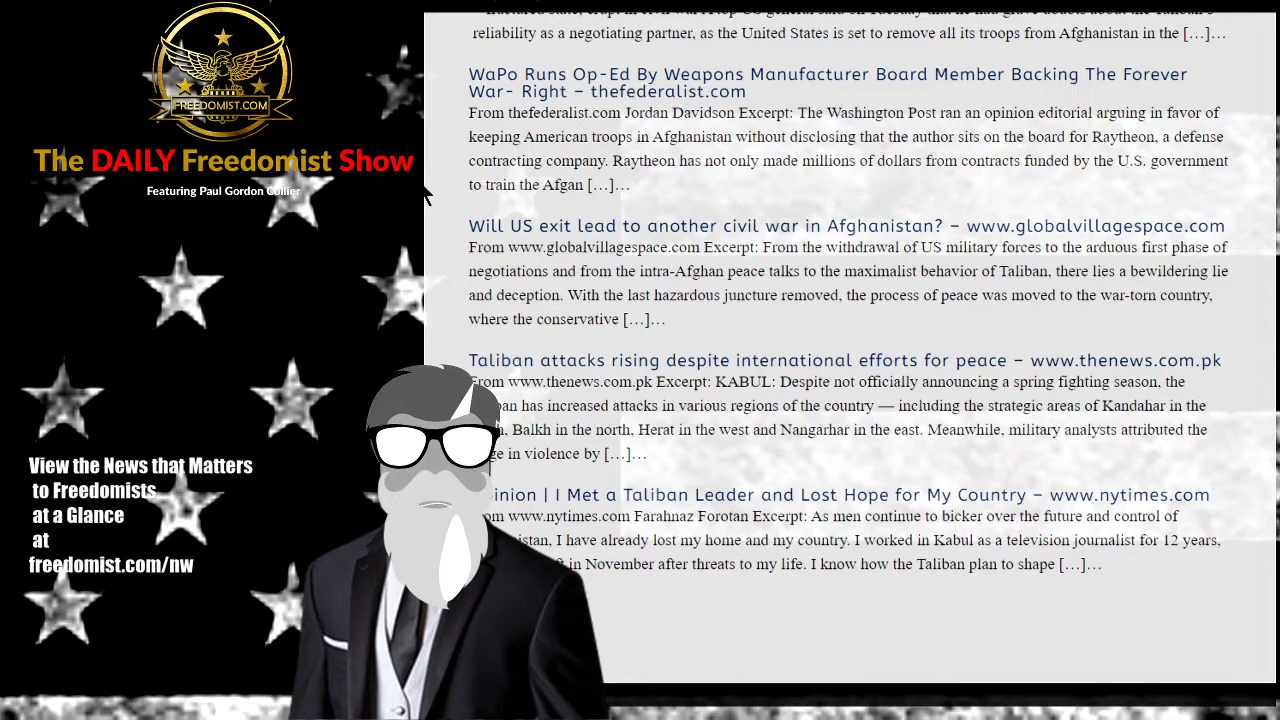 FREEDOMIST.COM
The DAILY Freedomist Show
Featuring Paul Gordon Collier
View the News that Matters
to Freedomists
at a Glance
at
freedomist.com/nw
reliability as a negotiating partner, as the United States is set to remove all its troops from Afghanistan in the […]…
WaPo Runs Op-Ed By Weapons Manufacturer Board Member Backing The Forever
War- Right – thefederalist.com
From thefederalist.com Jordan Davidson Excerpt: The Washington Post ran an opinion editorial arguing in favor of
keeping American troops in Afghanistan without disclosing that the author sits on the board for Raytheon, a defense
contracting company. Raytheon has not only made millions of dollars from contracts funded by the U.S. government
to train the Afgan […]…
Will US exit lead to another civil war in Afghanistan? – www.globalvillagespace.com
From www.globalvillagespace.com Excerpt: From the withdrawal of US military forces to the arduous first phase of
negotiations and from the intra-Afghan peace talks to the maximalist behavior of Taliban, there lies a bewildering lie
and deception. With the last hazardous juncture removed, the process of peace was moved to the war-torn country,
where the conservative […]…
Taliban attacks rising despite international efforts for peace – www.thenews.com.pk
From www.thenews.com.pk Excerpt: KABUL: Despite not officially announcing a spring fighting season, the
has increased attacks in various regions of the country — including the strategic areas of Kandahar in the
Balkh in the north, Herat in the west and Nangarhar in the east. Meanwhile, military analysts attributed the
in violence by […]…
| I Met a Taliban Leader and Lost Hope for My Country – www.nytimes.com
www.nytimes.com Farahnaz Forotan Excerpt: As men continue to bicker over the future and control of
I have already lost my home and my country. I worked in Kabul as a television journalist for 12 years,
in November after threats to my life. I know how the Taliban plan to shape […]…